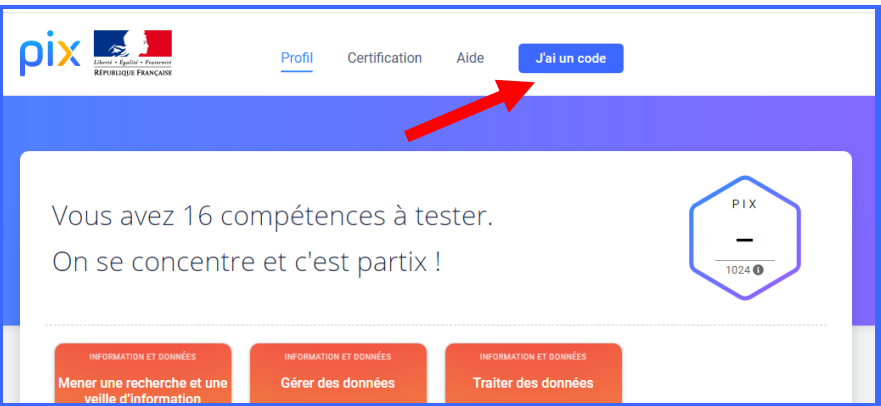 pix
Liberté • Égalité • Fraternité
RÉPUBLIQUE FRANÇAISE
Profil
Certification
Aide
J'ai un code
Vous avez 16 compétences à tester.
On se concentre et c'est partix !
PIX
–
1024
INFORMATION ET DONNÉES
Mener une recherche et une
veille d'information
INFORMATION ET DONNÉES
Gérer des données
INFORMATION ET DONNÉES
Traiter des données